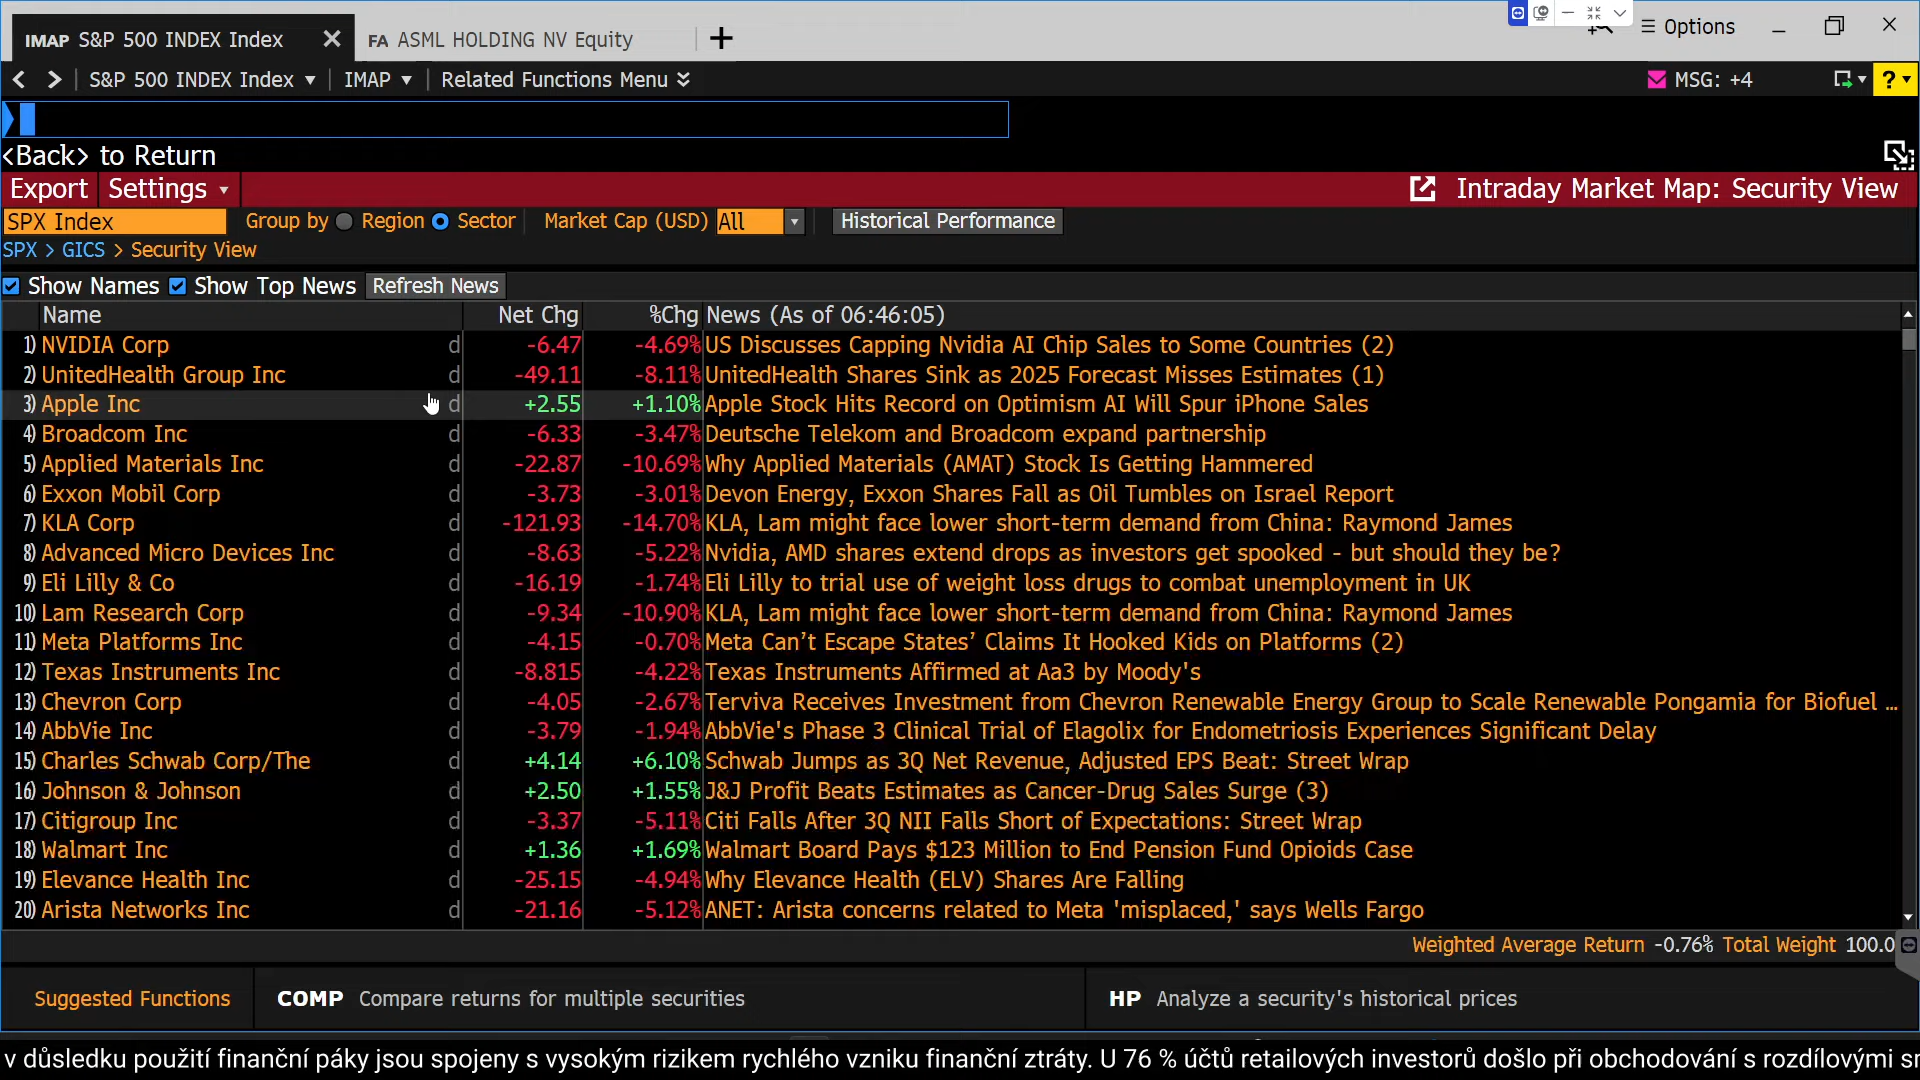 IMAP S&P 500 INDEX Index FA ASML HOLDING NV Equity Options
S&P 500 INDEX Index IMAP Related Functions Menu MSG: +4 ?
<Back> to Return
Export Settings Intraday Market Map: Security View
SPX Index Group by Region Sector Market Cap (USD) All Historical Performance
SPX > GICS > Security View
Show Names Show Top News Refresh News
Name Net Chg %Chg News (As of 06:46:05)
1) NVIDIA Corp d -6.47 -4.69% US Discusses Capping Nvidia AI Chip Sales to Some Countries (2)
2) UnitedHealth Group Inc d -49.11 -8.11% UnitedHealth Shares Sink as 2025 Forecast Misses Estimates (1)
3) Apple Inc d +2.55 +1.10% Apple Stock Hits Record on Optimism AI Will Spur iPhone Sales
4) Broadcom Inc d -6.33 -3.47% Deutsche Telekom and Broadcom expand partnership
5) Applied Materials Inc d -22.87 -10.69% Why Applied Materials (AMAT) Stock Is Getting Hammered
6) Exxon Mobil Corp d -3.73 -3.01% Devon Energy, Exxon Shares Fall as Oil Tumbles on Israel Report
7) KLA Corp d -121.93 -14.70% KLA, Lam might face lower short-term demand from China: Raymond James
8) Advanced Micro Devices Inc d -8.63 -5.22% Nvidia, AMD shares extend drops as investors get spooked - but should they be?
9) Eli Lilly & Co d -16.19 -1.74% Eli Lilly to trial use of weight loss drugs to combat unemployment in UK
10) Lam Research Corp d -9.34 -10.90% KLA, Lam might face lower short-term demand from China: Raymond James
11) Meta Platforms Inc d -4.15 -0.70% Meta Can’t Escape States’ Claims It Hooked Kids on Platforms (2)
12) Texas Instruments Inc d -8.815 -4.22% Texas Instruments Affirmed at Aa3 by Moody's
13) Chevron Corp d -4.05 -2.67% Terviva Receives Investment from Chevron Renewable Energy Group to Scale Renewable Pongamia for Biofuel ...
14) AbbVie Inc d -3.79 -1.94% AbbVie's Phase 3 Clinical Trial of Elagolix for Endometriosis Experiences Significant Delay
15) Charles Schwab Corp/The d +4.14 +6.10% Schwab Jumps as 3Q Net Revenue, Adjusted EPS Beat: Street Wrap
16) Johnson & Johnson d +2.50 +1.55% J&J Profit Beats Estimates as Cancer-Drug Sales Surge (3)
17) Citigroup Inc d -3.37 -5.11% Citi Falls After 3Q NII Falls Short of Expectations: Street Wrap
18) Walmart Inc d +1.36 +1.69% Walmart Board Pays $123 Million to End Pension Fund Opioids Case
19) Elevance Health Inc d -25.15 -4.94% Why Elevance Health (ELV) Shares Are Falling
20) Arista Networks Inc d -21.16 -5.12% ANET: Arista concerns related to Meta 'misplaced,' says Wells Fargo
Weighted Average Return -0.76% Total Weight 100.0
Suggested Functions COMP Compare returns for multiple securities HP Analyze a security's historical prices
v důsledku použití finanční páky jsou spojeny s vysokým rizikem rychlého vzniku finanční ztráty. U 76 % účtů retailových investorů došlo při obchodování s rozdílovými